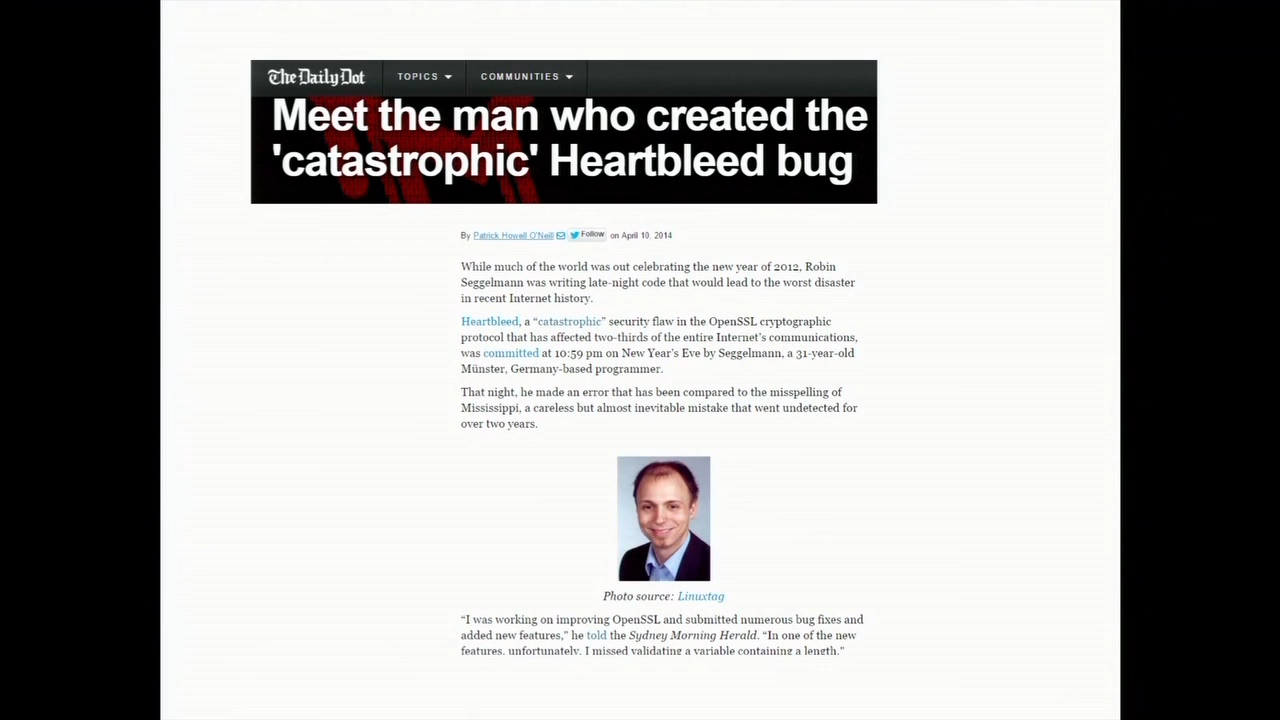 The Daily Dot TOPICS COMMUNITIES
Meet the man who created the
'catastrophic' Heartbleed bug
By Patrick Howell O'Neill Follow on April 10, 2014
While much of the world was out celebrating the new year of 2012, Robin
Seggelmann was writing late-night code that would lead to the worst disaster
in recent Internet history.
Heartbleed, a “catastrophic” security flaw in the OpenSSL cryptographic
protocol that has affected two-thirds of the entire Internet’s communications,
was committed at 10:59 pm on New Year’s Eve by Seggelmann, a 31-year-old
Münster, Germany-based programmer.
That night, he made an error that has been compared to the misspelling of
Mississippi, a careless but almost inevitable mistake that went undetected for
over two years.
Photo source: Linuxtag
“I was working on improving OpenSSL and submitted numerous bug fixes and
added new features,” he told the Sydney Morning Herald. “In one of the new
features, unfortunately, I missed validating a variable containing a length.”